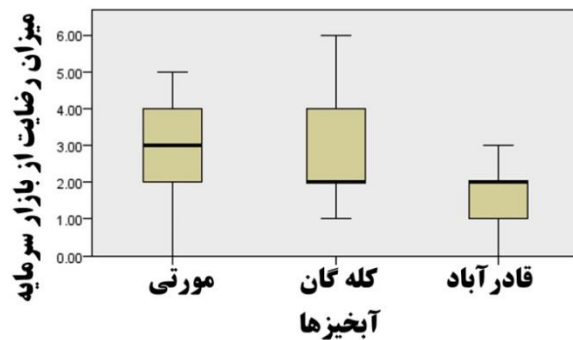 میزان رضایت از بازار سرمایه
6.00
5.00
4.00
3.00
2.00
1.00
0.00
مورتی
کله گان
قادرآباد
آبخیزها